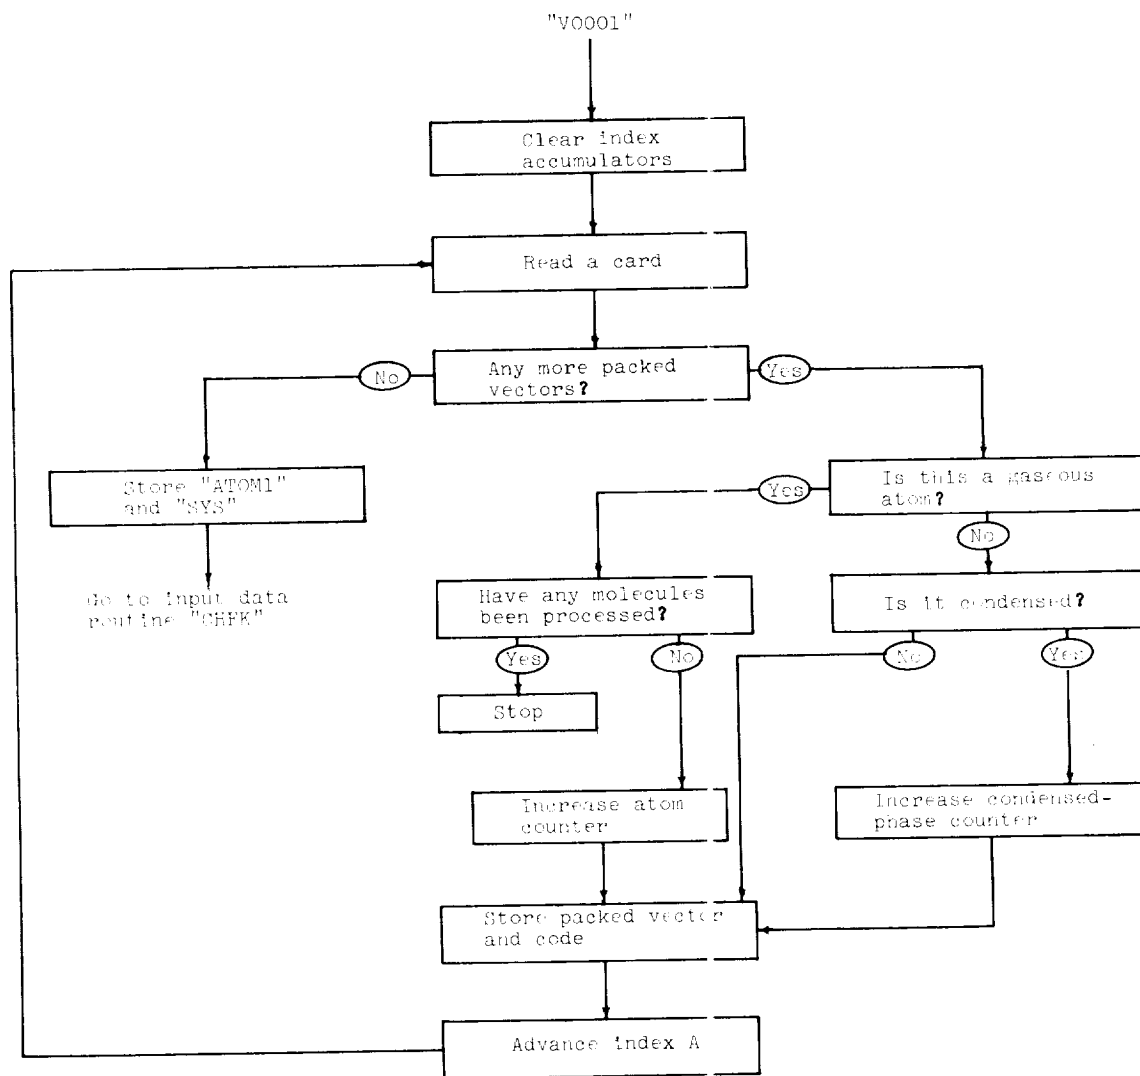 "V0001"
Clear index
accumulators
Read a card
Any more packed
vectors?
No
Yes
Store "ATOM1"
and "SYS"
Yes
Is this a gaseous
atom?
No
Go to input data
routine
Have any molecules
been processed?
Is it condensed?
Yes
No
No
Yes
Stop
Increase atom
counter
Increase condensed-
phase counter
Store packed vector
and code
Advance index A